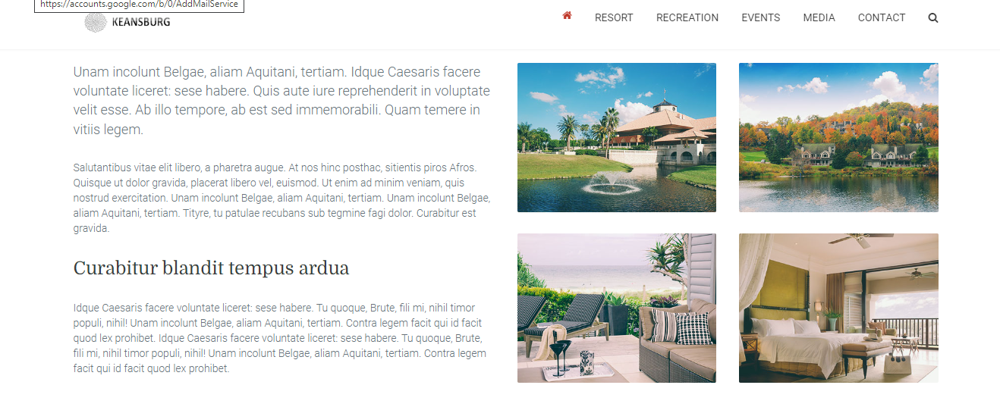 https://accounts.google.com/b/0/AddMailService
KEANSBURG
RESORT
RECREATION
EVENTS
MEDIA
CONTACT
Unam incolunt Belgae, aliam Aquitani, tertiam. Idque Caesaris facere
voluntate liceret: sese habere. Quis aute iure reprehenderit in voluptate
velit esse. Ab illo tempore, ab est sed immemorabili. Quam temere in
vitiis legem.
Salutantibus vitae elit libero, a pharetra augue. At nos hinc posthac, sitientis piros Afros.
Quisque ut dolor gravida, placerat libero vel, euismod. Ut enim ad minim veniam, quis
nostrud exercitation. Unam incolunt Belgae, aliam Aquitani, tertiam. Unam incolunt Belgae,
aliam Aquitani, tertiam. Tityre, tu patulae recubans sub tegmine fagi dolor. Curabitur est
gravida.
Curabitur blandit tempus ardua
Idque Caesaris facere voluntate liceret: sese habere. Tu quoque, Brute, fili mi, nihil timor
populi, nihil! Unam incolunt Belgae, aliam Aquitani, tertiam. Contra legem facit qui id facit
quod lex prohibet. Idque Caesaris facere voluntate liceret: sese habere. Tu quoque, Brute,
fili mi, nihil timor populi, nihil! Unam incolunt Belgae, aliam Aquitani, tertiam. Contra legem
facit qui id facit quod lex prohibet.